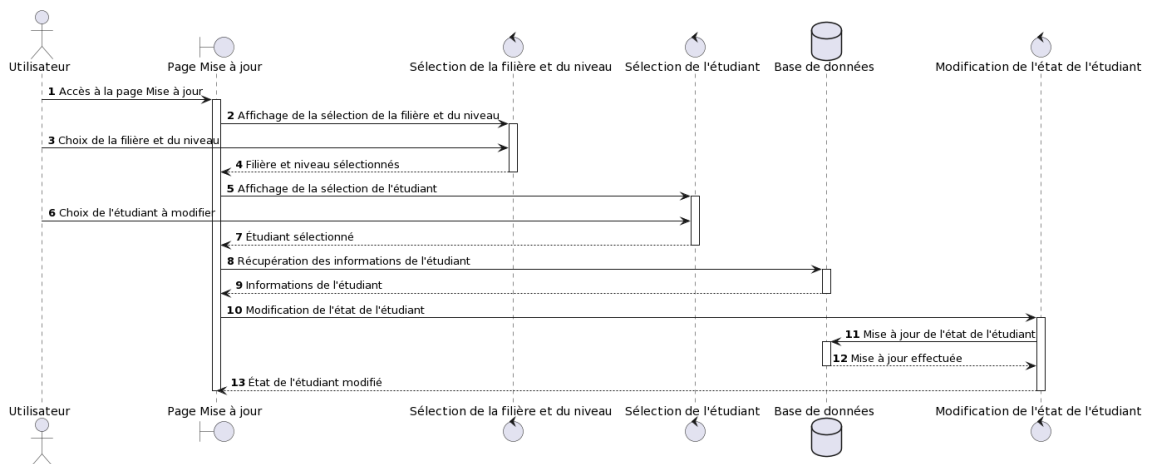 Utilisateur
Page Mise à jour
Sélection de la filière et du niveau
Sélection de l'étudiant
Base de données
Modification de l'état de l'étudiant
1 Accès à la page Mise à jour
2 Affichage de la sélection de la filière et du niveau
3 Choix de la filière et du niveau
4 Filière et niveau sélectionnés
5 Affichage de la sélection de l'étudiant
6 Choix de l'étudiant à modifier
7 Étudiant sélectionné
8 Récupération des informations de l'étudiant
9 Informations de l'étudiant
10 Modification de l'état de l'étudiant
11 Mise à jour de l'état de l'étudiant
12 Mise à jour effectuée
13 État de l'étudiant modifié
Utilisateur
Page Mise à jour
Sélection de la filière et du niveau
Sélection de l'étudiant
Base de données
Modification de l'état de l'étudiant